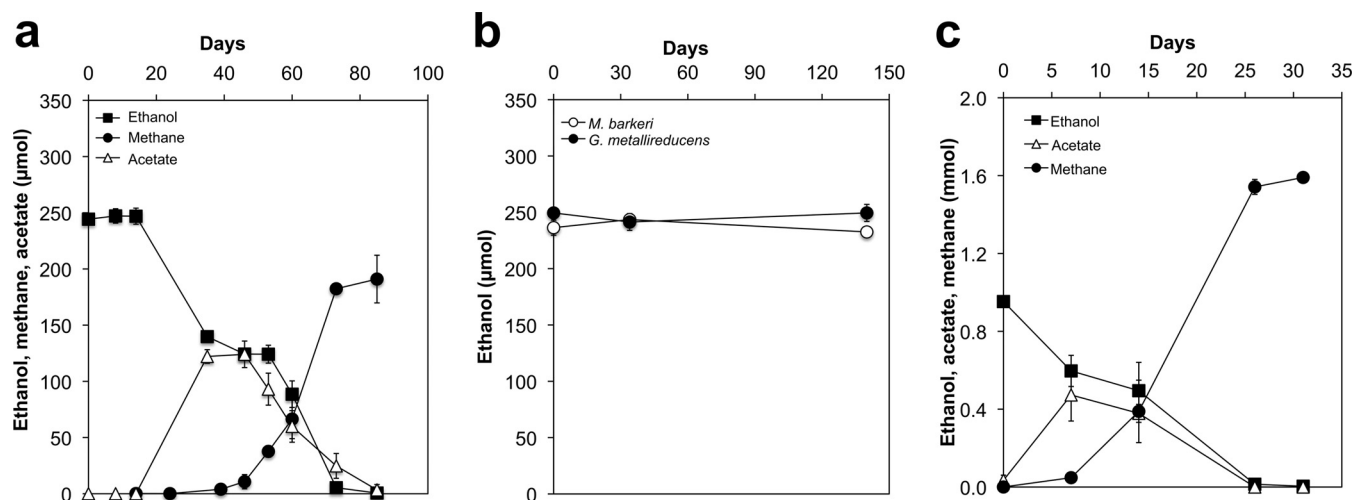 a
Days
0 20 40 60 80 100
Ethanol, methane, acetate (µmol)
350
300
250
200
150
100
50
0
Ethanol
Methane
Acetate
b
Days
0 30 60 90 120 150
Ethanol (µmol)
350
300
250
200
150
100
50
0
M. barkeri
G. metallireducens
c
Days
0 5 10 15 20 25 30 35
Ethanol, acetate, methane (mmol)
2.0
1.6
1.2
0.8
0.4
0.0
Ethanol
Acetate
Methane